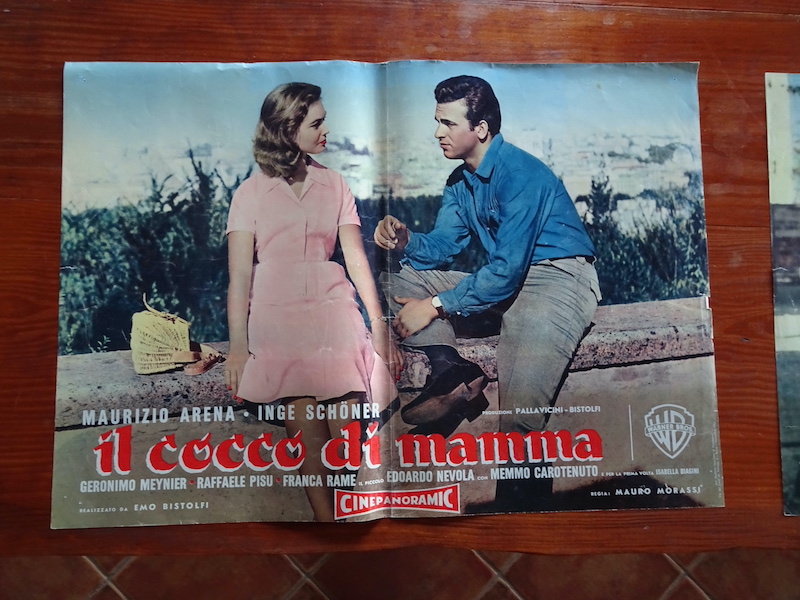 MAURIZIO ARENA · INGE SCHÖNER
PRODUZIONE PALLAVICINI-BISTOLFI
il cocco di mamma
WB
WARNER BROS.
GERONIMO MEYNIER · RAFFAELE PISU · FRANCA RAME IL PICCOLO EDOARDO NEVOLA CON MEMMO CAROTENUTO E PER LA PRIMA VOLTA ISABELLA BIAGINI
CINEPANORAMIC
REALIZZATO DA EMO BISTOLFI
REGIA: MAURO MORASSI